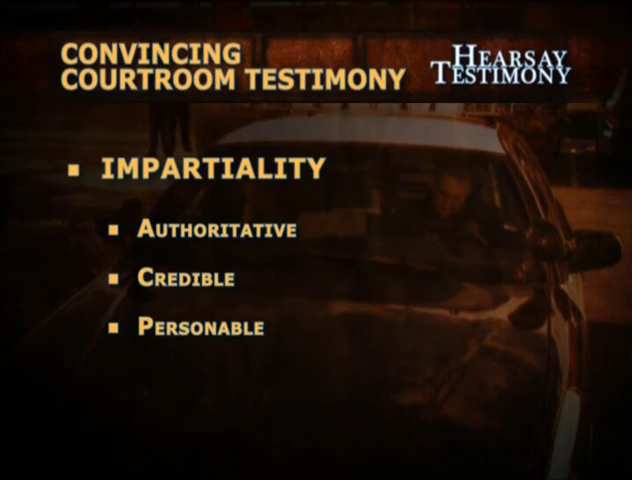 CONVINCING
COURTROOM TESTIMONY
HEARSAY
TESTIMONY
IMPARTIALITY
AUTHORITATIVE
CREDIBLE
PERSONABLE